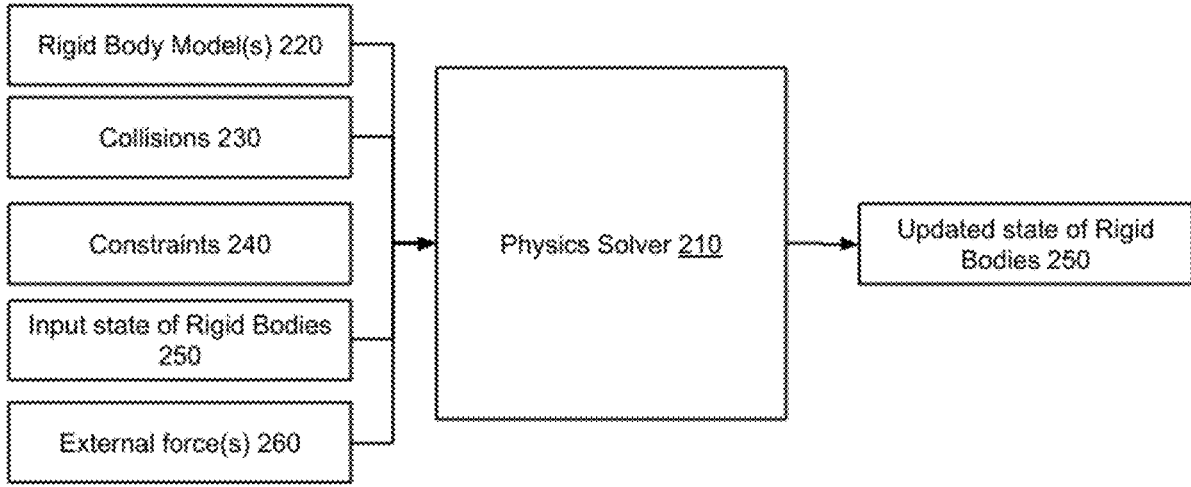 Rigid Body Model(s) 220
Collisions 230
Constraints 240
Input state of Rigid Bodies
250
External force(s) 260
Physics Solver 210
Updated state of Rigid
Bodies 250